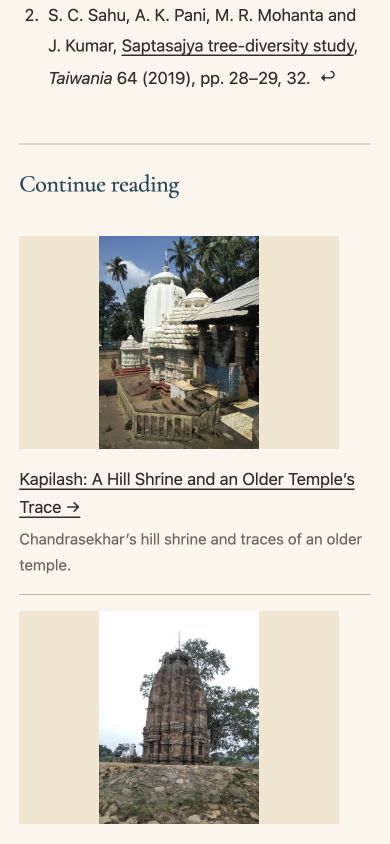 2. S. C. Sahu, A. K. Pani, M. R. Mohanta and
J. Kumar, Saptasajya tree-diversity study,
Taiwania 64 (2019), pp. 28–29, 32. ↩
Continue reading
Kapilash: A Hill Shrine and an Older Temple’s
Trace →
Chandrasekhar’s hill shrine and traces of an older
temple.